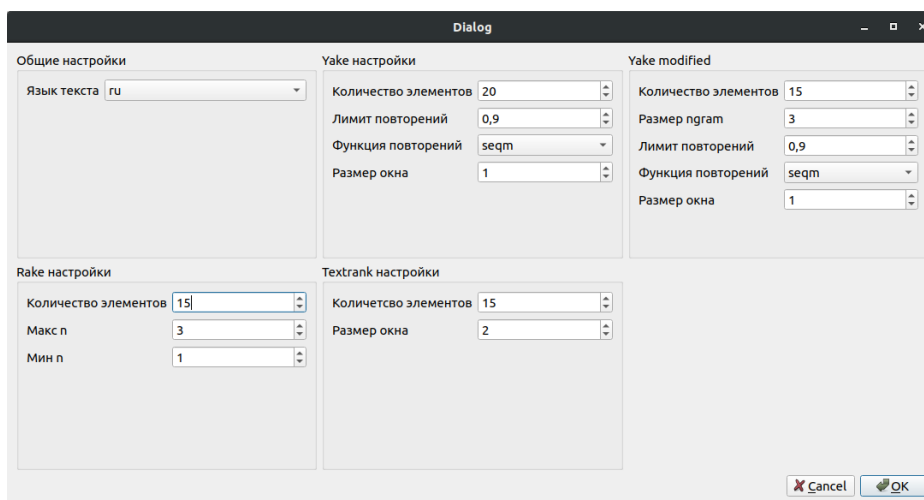 Dialog
Общие настройки
Язык текста ru
Yake настройки
Количество элементов 20
Лимит повторений 0,9
Функция повторений seqm
Размер окна 1
Yake modified
Количество элементов 15
Размер ngram 3
Лимит повторений 0,9
Функция повторений seqm
Размер окна 1
Rake настройки
Количество элементов 15
Макс n 3
Мин n 1
Textrank настройки
Количетсво элементов 15
Размер окна 2
Cancel OK